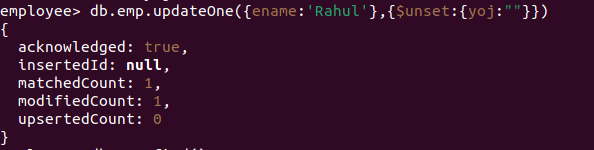 employee> db.emp.updateOne({ename:'Rahul'},{$unset:{yoj:""}})
{
  acknowledged: true,
  insertedId: null,
  matchedCount: 1,
  modifiedCount: 1,
  upsertedCount: 0
}